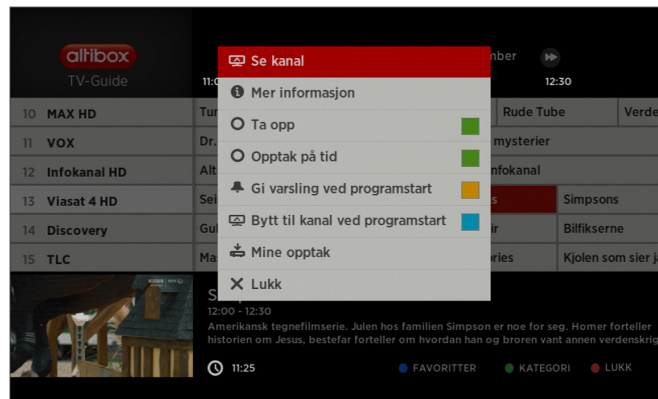 altibox
TV-Guide
mber
12:30
Se kanal
Mer informasjon
Ta opp
Opptak på tid
Gi varsling ved programstart
Bytt til kanal ved programstart
Mine opptak
Lukk
10 MAX HD
Rude Tube
11 VOX
Dr.
mysterier
12 Infokanal HD
Alt
nfokanal
13 Viasat 4 HD
Sei
s
Simpsons
14 Discovery
Gul
ir
Bilfikserne
15 TLC
Ma
ries
Kjolen som sier j
S
12:00 - 12:30
Amerikansk tegnefilmserie. Julen hos familien Simpson er noe for seg. Homer forteller
historien om Jesus, bestefar forteller om hvordan han og broren vant annen verdenskrig
11:25
FAVORITTER
KATEGORI
LUKK